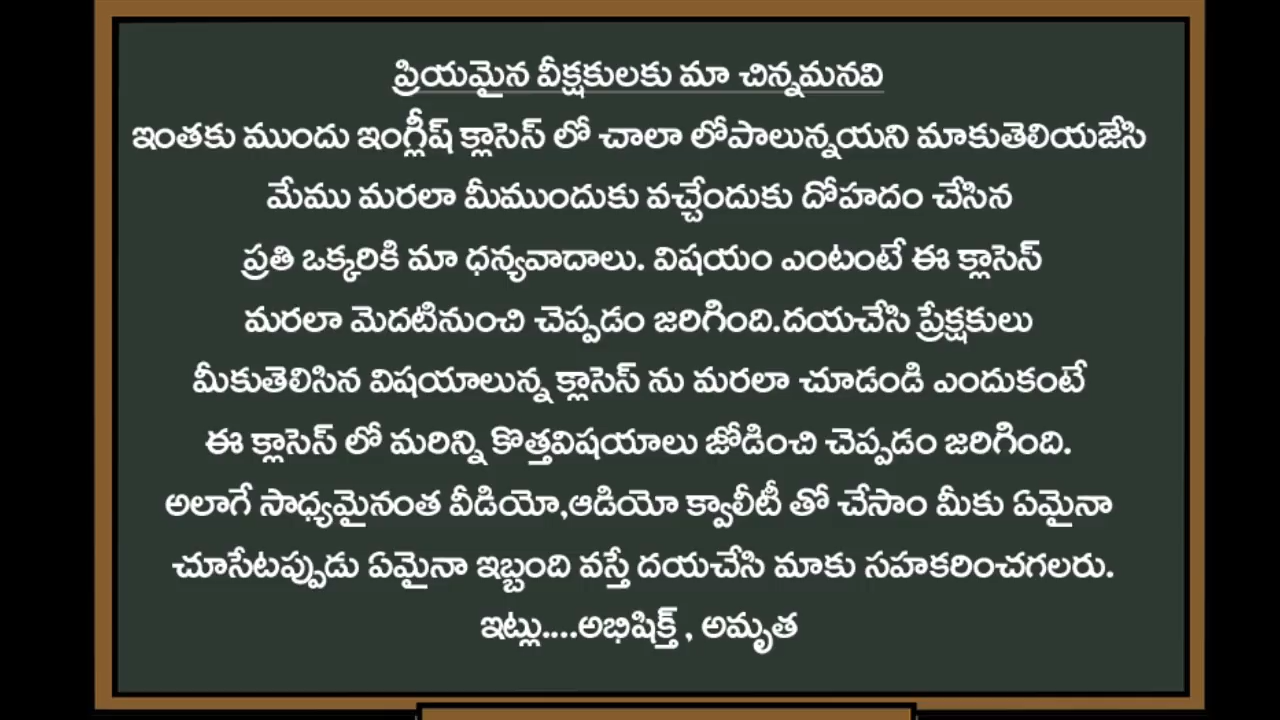 ప్రియమైన వీక్షకులకు మా చిన్నమనవి
ఇంతకు ముందు ఇంగ్లీష్ క్లాసెస్ లో చాలా లోపాలున్నయని మాకుతెలియజేసి
మేము మరలా మీముందుకు వచ్చేందుకు దోహదం చేసిన
ప్రతి ఒక్కరికి మా ధన్యవాదాలు. విషయం ఎంటంటే ఈ క్లాసెస్
మరలా మెదటినుంచి చెప్పడం జరిగింది.దయచేసి ప్రేక్షకులు
మీకుతెలిసిన విషయాలున్న క్లాసెస్ ను మరలా చూడండి ఎందుకంటే
ఈ క్లాసెస్ లో మరిన్ని కొత్తవిషయాలు జోడించి చెప్పడం జరిగింది.
అలాగే సాధ్యమైనంత వీడియో,ఆడియో క్వాలీటీ తో చేసాం మీకు ఏమైనా
చూసేటప్పుడు ఏమైనా ఇబ్బంది వస్తే దయచేసి మాకు సహకరించగలరు.
ఇట్లు....అభిషిక్త్ , అమృత